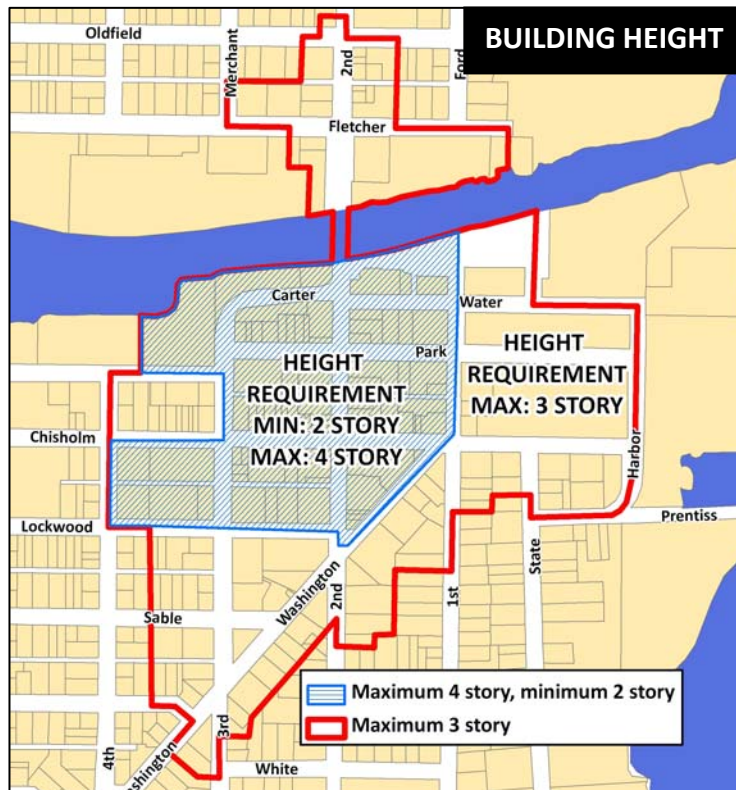 BUILDING HEIGHT
Oldfield
Merchant
2nd
Ford
Fletcher
Carter
Water
Park
HEIGHT
REQUIREMENT
MIN: 2 STORY
MAX: 4 STORY
HEIGHT
REQUIREMENT
MAX: 3 STORY
Chisholm
Harbor
Lockwood
Prentiss
Washington
2nd
1st
State
Sable
Maximum 4 story, minimum 2 story
Maximum 3 story
3rd
4th
White